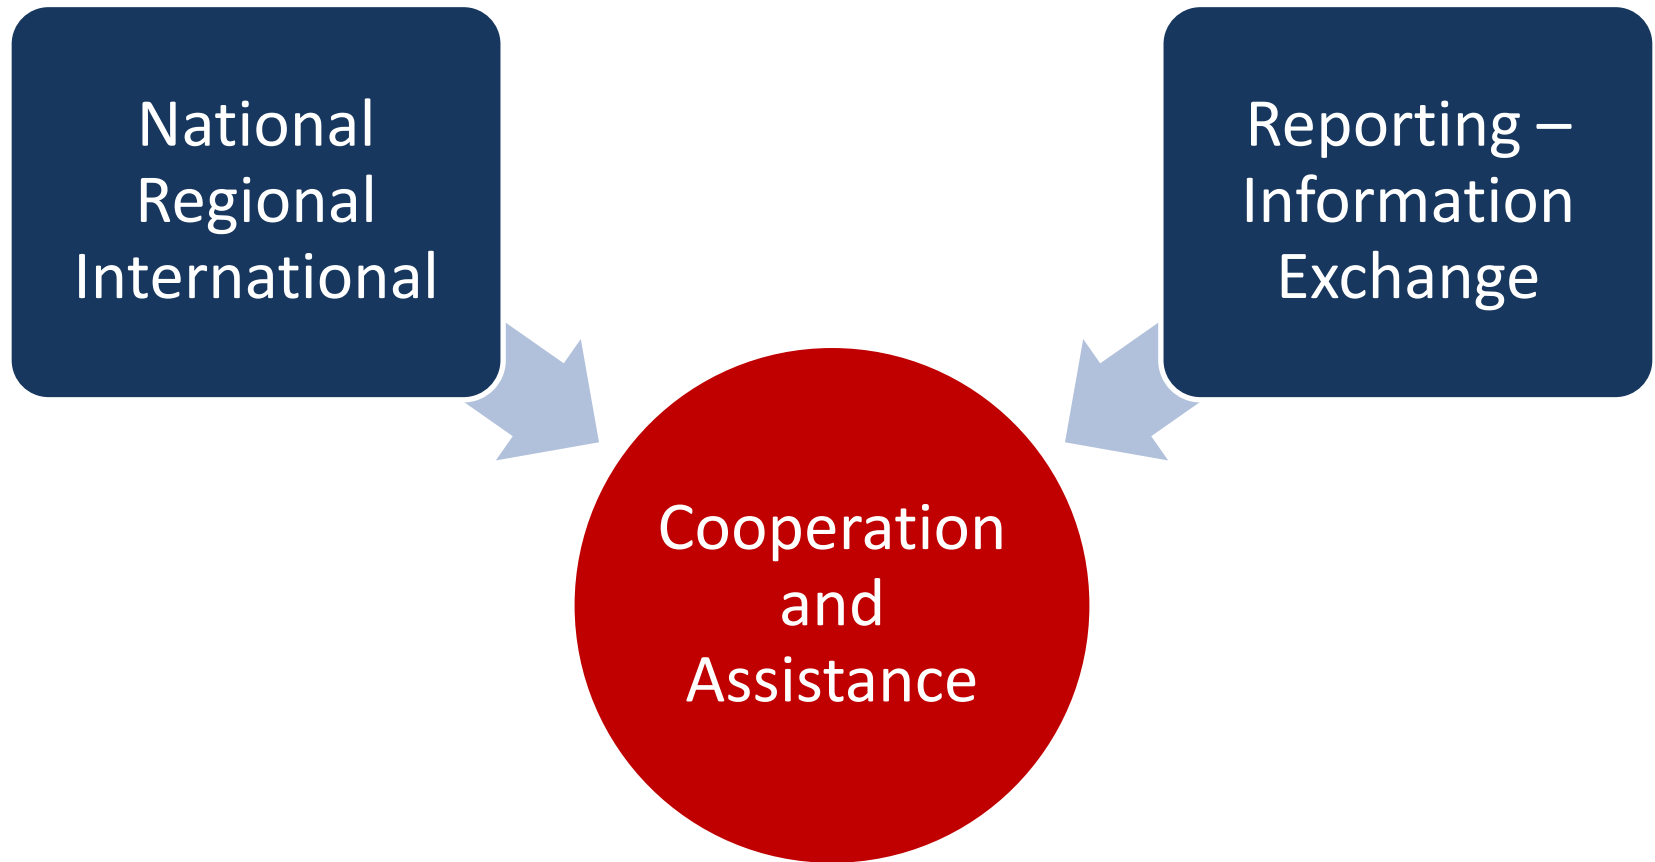 National
Regional
International
Reporting –
Information
Exchange
Cooperation
and
Assistance